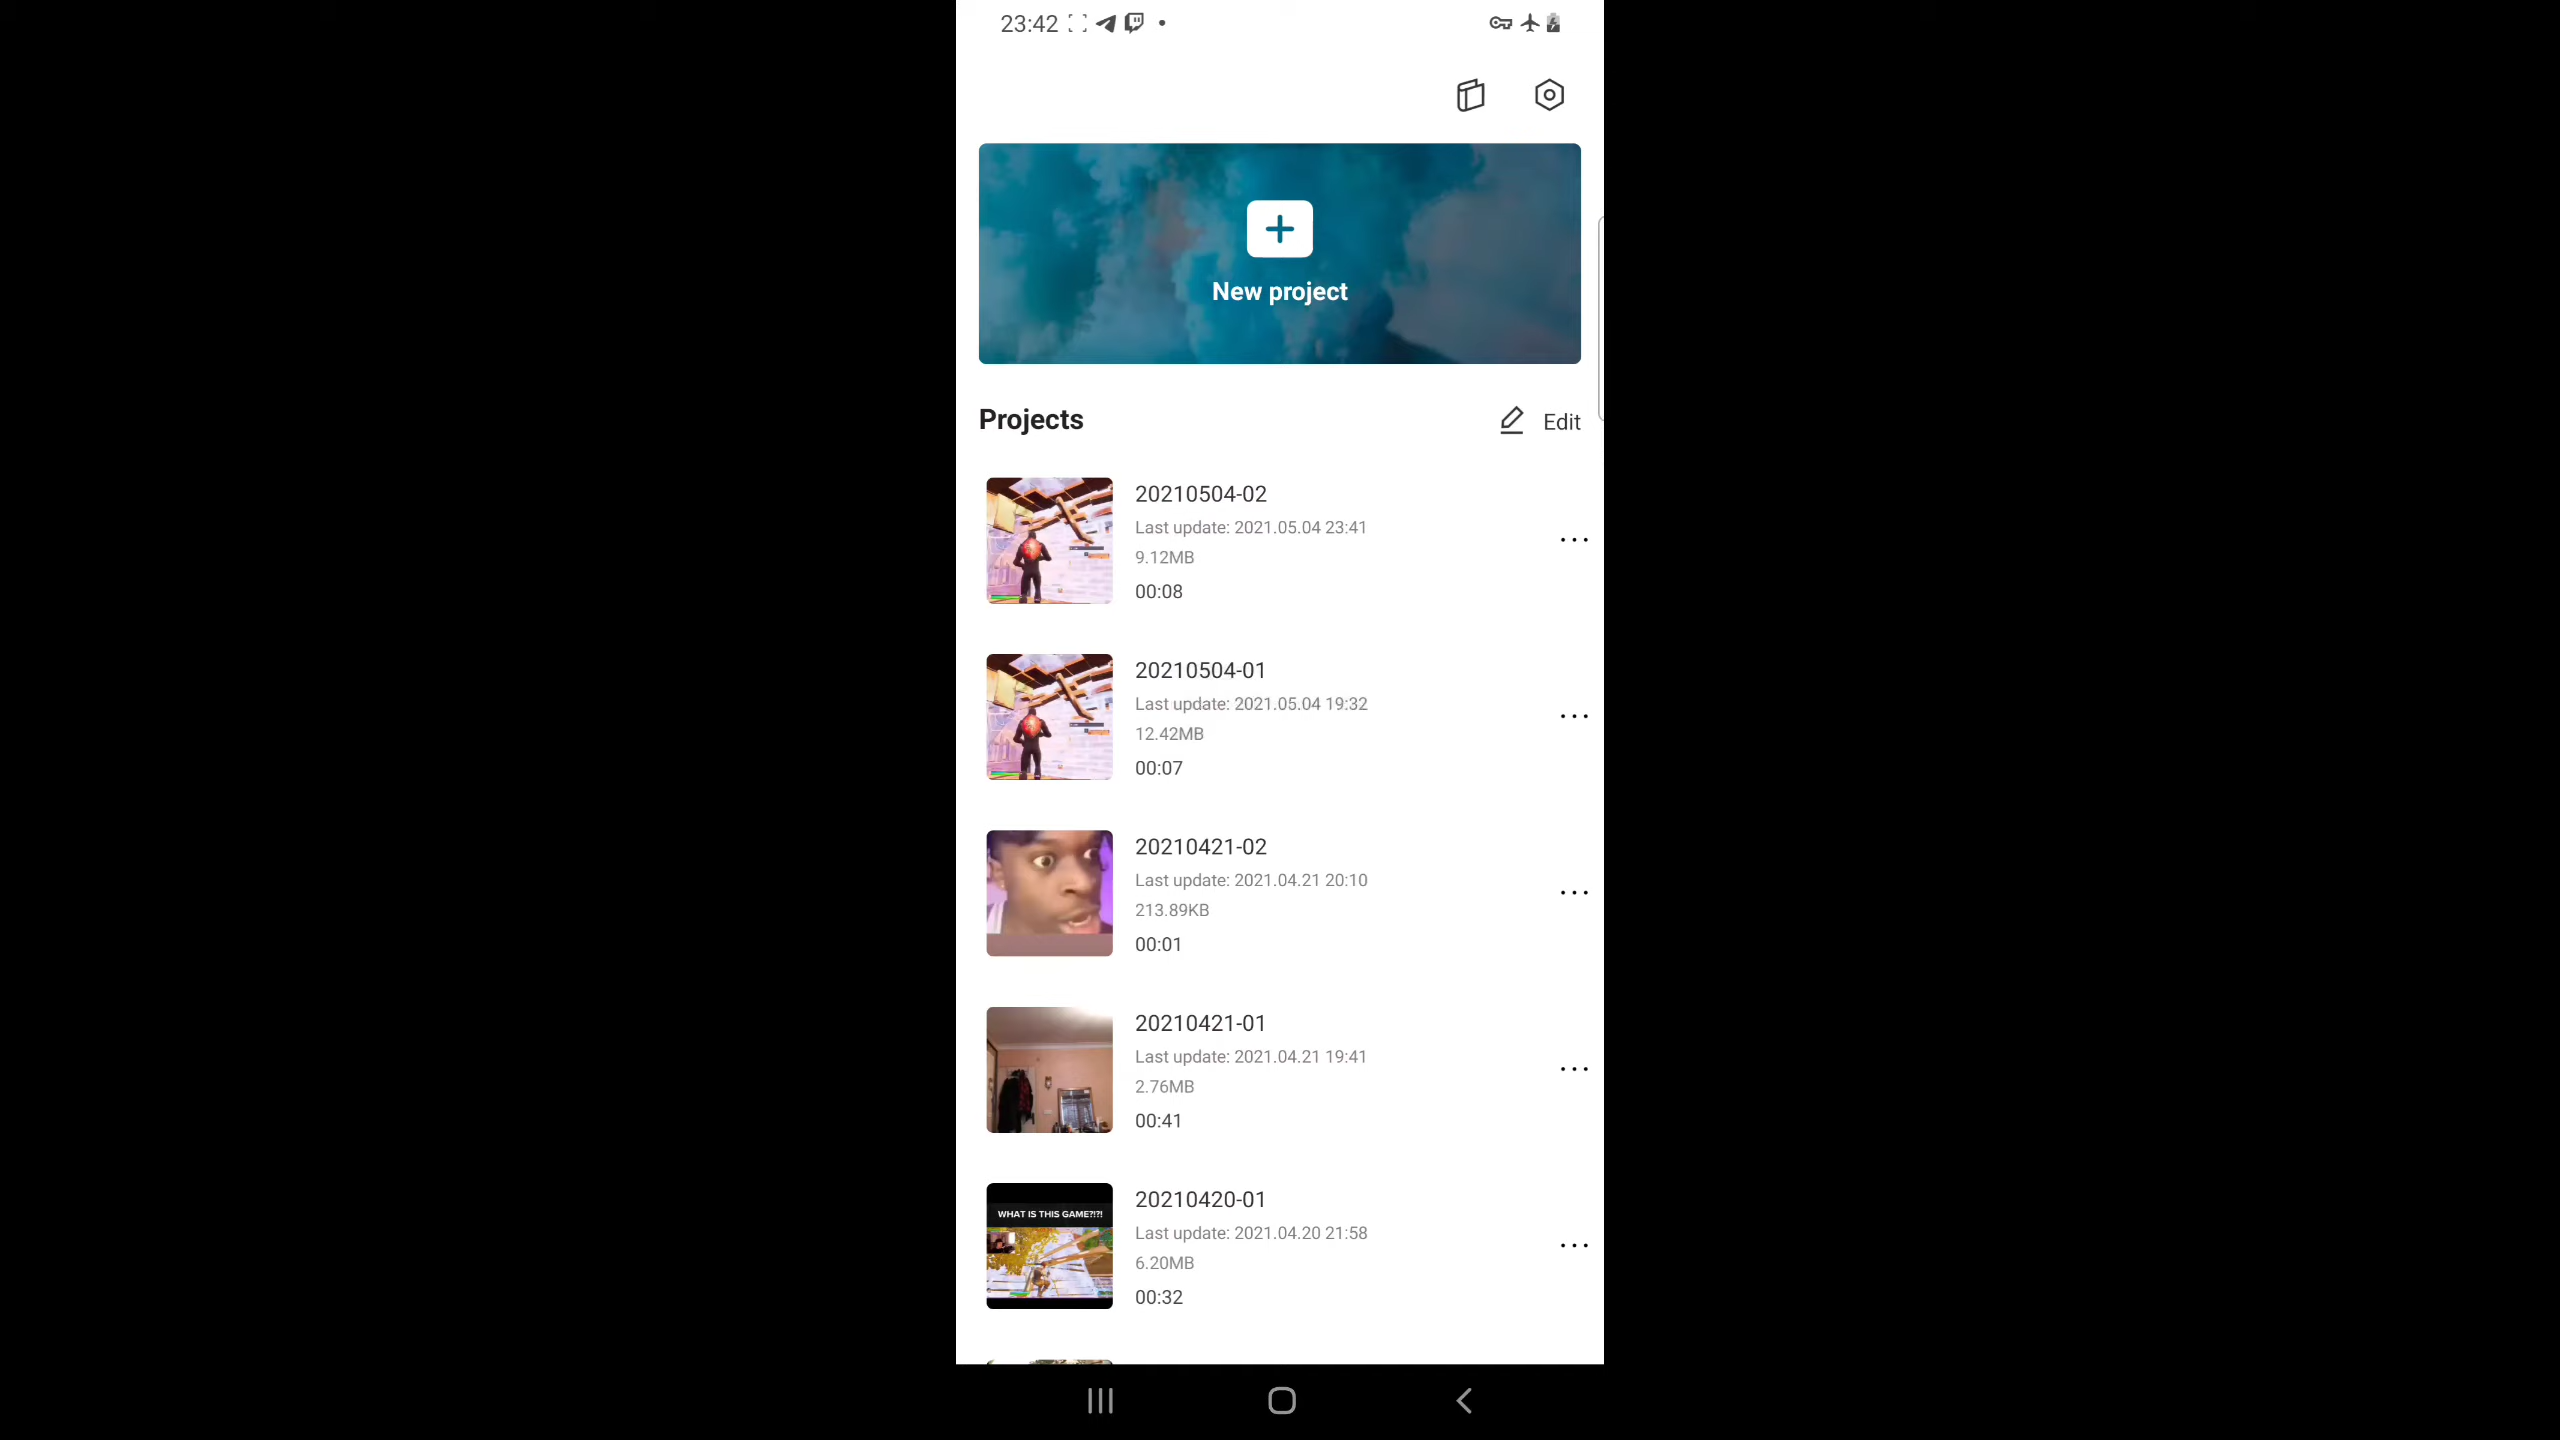 23:42
New project
Projects
Edit
20210504-02
Last update: 2021.05.04 23:41
9.12MB
00:08
20210504-01
Last update: 2021.05.04 19:32
12.42MB
00:07
20210421-02
Last update: 2021.04.21 20:10
213.89KB
00:01
20210421-01
Last update: 2021.04.21 19:41
2.76MB
00:41
WHAT IS THIS GAME?!?!
20210420-01
Last update: 2021.04.20 21:58
6.20MB
00:32